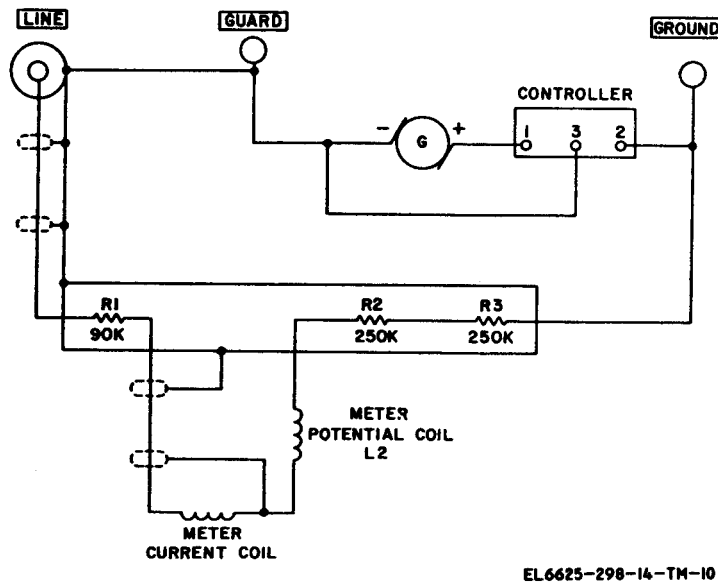 LINE
GUARD
GROUND
CONTROLLER
- G + 1 3 2
R1
90K
R2
250K
R3
250K
METER
POTENTIAL COIL
L2
METER
CURRENT COIL
EL6625-298-14-TM-10